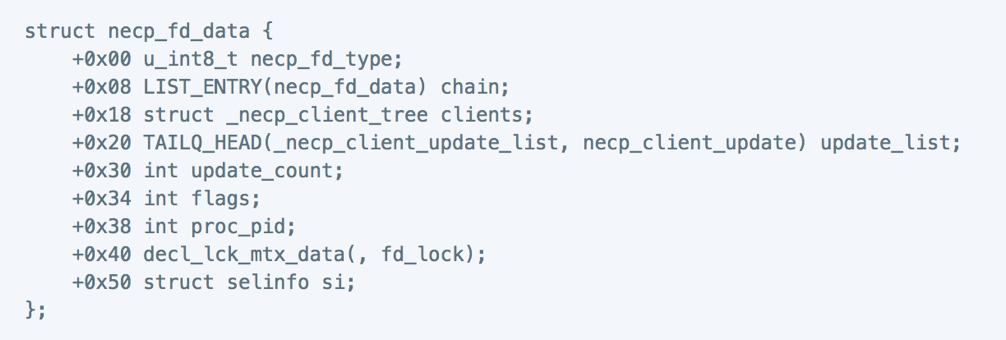 struct necp_fd_data {
    +0x00 u_int8_t necp_fd_type;
    +0x08 LIST_ENTRY(necp_fd_data) chain;
    +0x18 struct _necp_client_tree clients;
    +0x20 TAILQ_HEAD(_necp_client_update_list, necp_client_update) update_list;
    +0x30 int update_count;
    +0x34 int flags;
    +0x38 int proc_pid;
    +0x40 decl_lck_mtx_data(, fd_lock);
    +0x50 struct selinfo si;
};